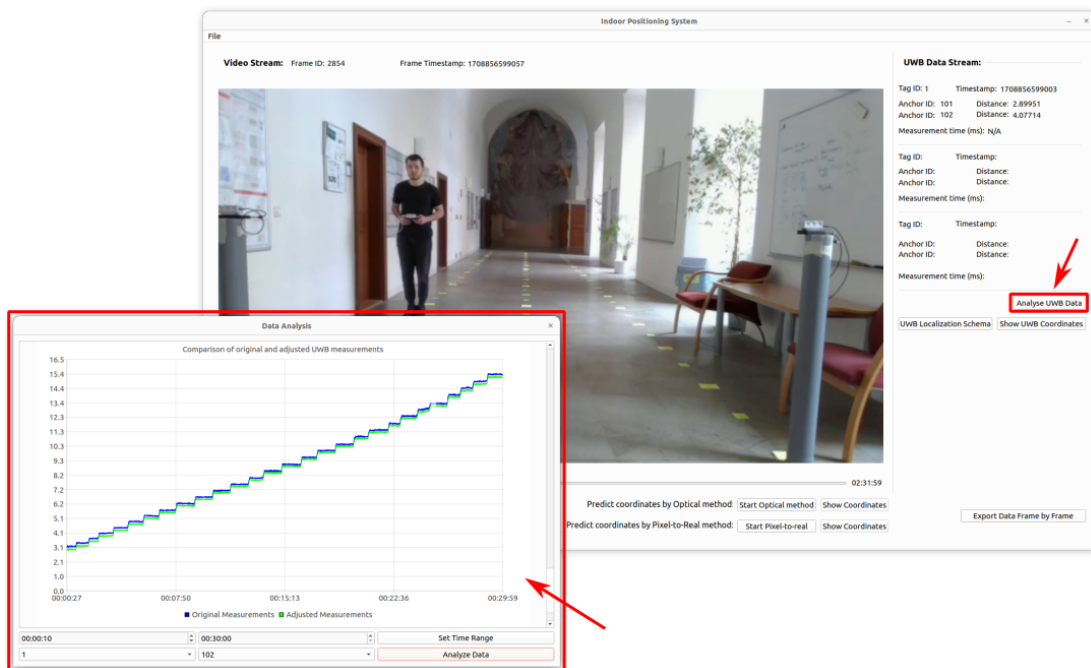 Indoor Positioning System
File
Video Stream: Frame ID: 2854 Frame Timestamp: 1708856599057
UWB Data Stream:
Tag ID: 1 Timestamp: 1708856599003
Anchor ID: 101 Distance: 2.89951
Anchor ID: 102 Distance: 4.07714
Measurement time (ms): N/A
Tag ID: Timestamp:
Anchor ID: Distance:
Anchor ID: Distance:
Measurement time (ms):
Tag ID: Timestamp:
Anchor ID: Distance:
Anchor ID: Distance:
Measurement time (ms):
Analyse UWB Data
UWB Localization Schema Show UWB Coordinates
02:31:59
Predict coordinates by Optical method: Start Optical method Show Coordinates
Predict coordinates by Pixel-to-Real method: Start Pixel-to-real Show Coordinates
Export Data Frame by Frame
Data Analysis
Comparison of original and adjusted UWB measurements
16.5
15.4
14.4
13.4
12.4
11.3
10.3
9.3
8.2
7.2
6.2
5.1
4.1
3.1
2.1
1.0
0.0
00:00:27 00:07:50 00:15:13 00:22:36 00:29:59
Original Measurements Adjusted Measurements
00:00:10 00:30:00 Set Time Range
1 102 Analyze Data